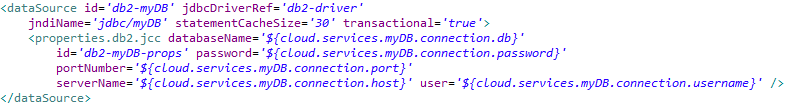 <dataSource id='db2-myDB' jdbcDriverRef='db2-driver'
jndiName='jdbc/myDB' statementCacheSize='30' transactional='true'>
<properties.db2.jcc databaseName='${cloud.services.myDB.connection.db}'
id='db2-myDB-props' password='${cloud.services.myDB.connection.password}'
portNumber='${cloud.services.myDB.connection.port}'
serverName='${cloud.services.myDB.connection.host}' user='${cloud.services.myDB.connection.username}' />
</dataSource>